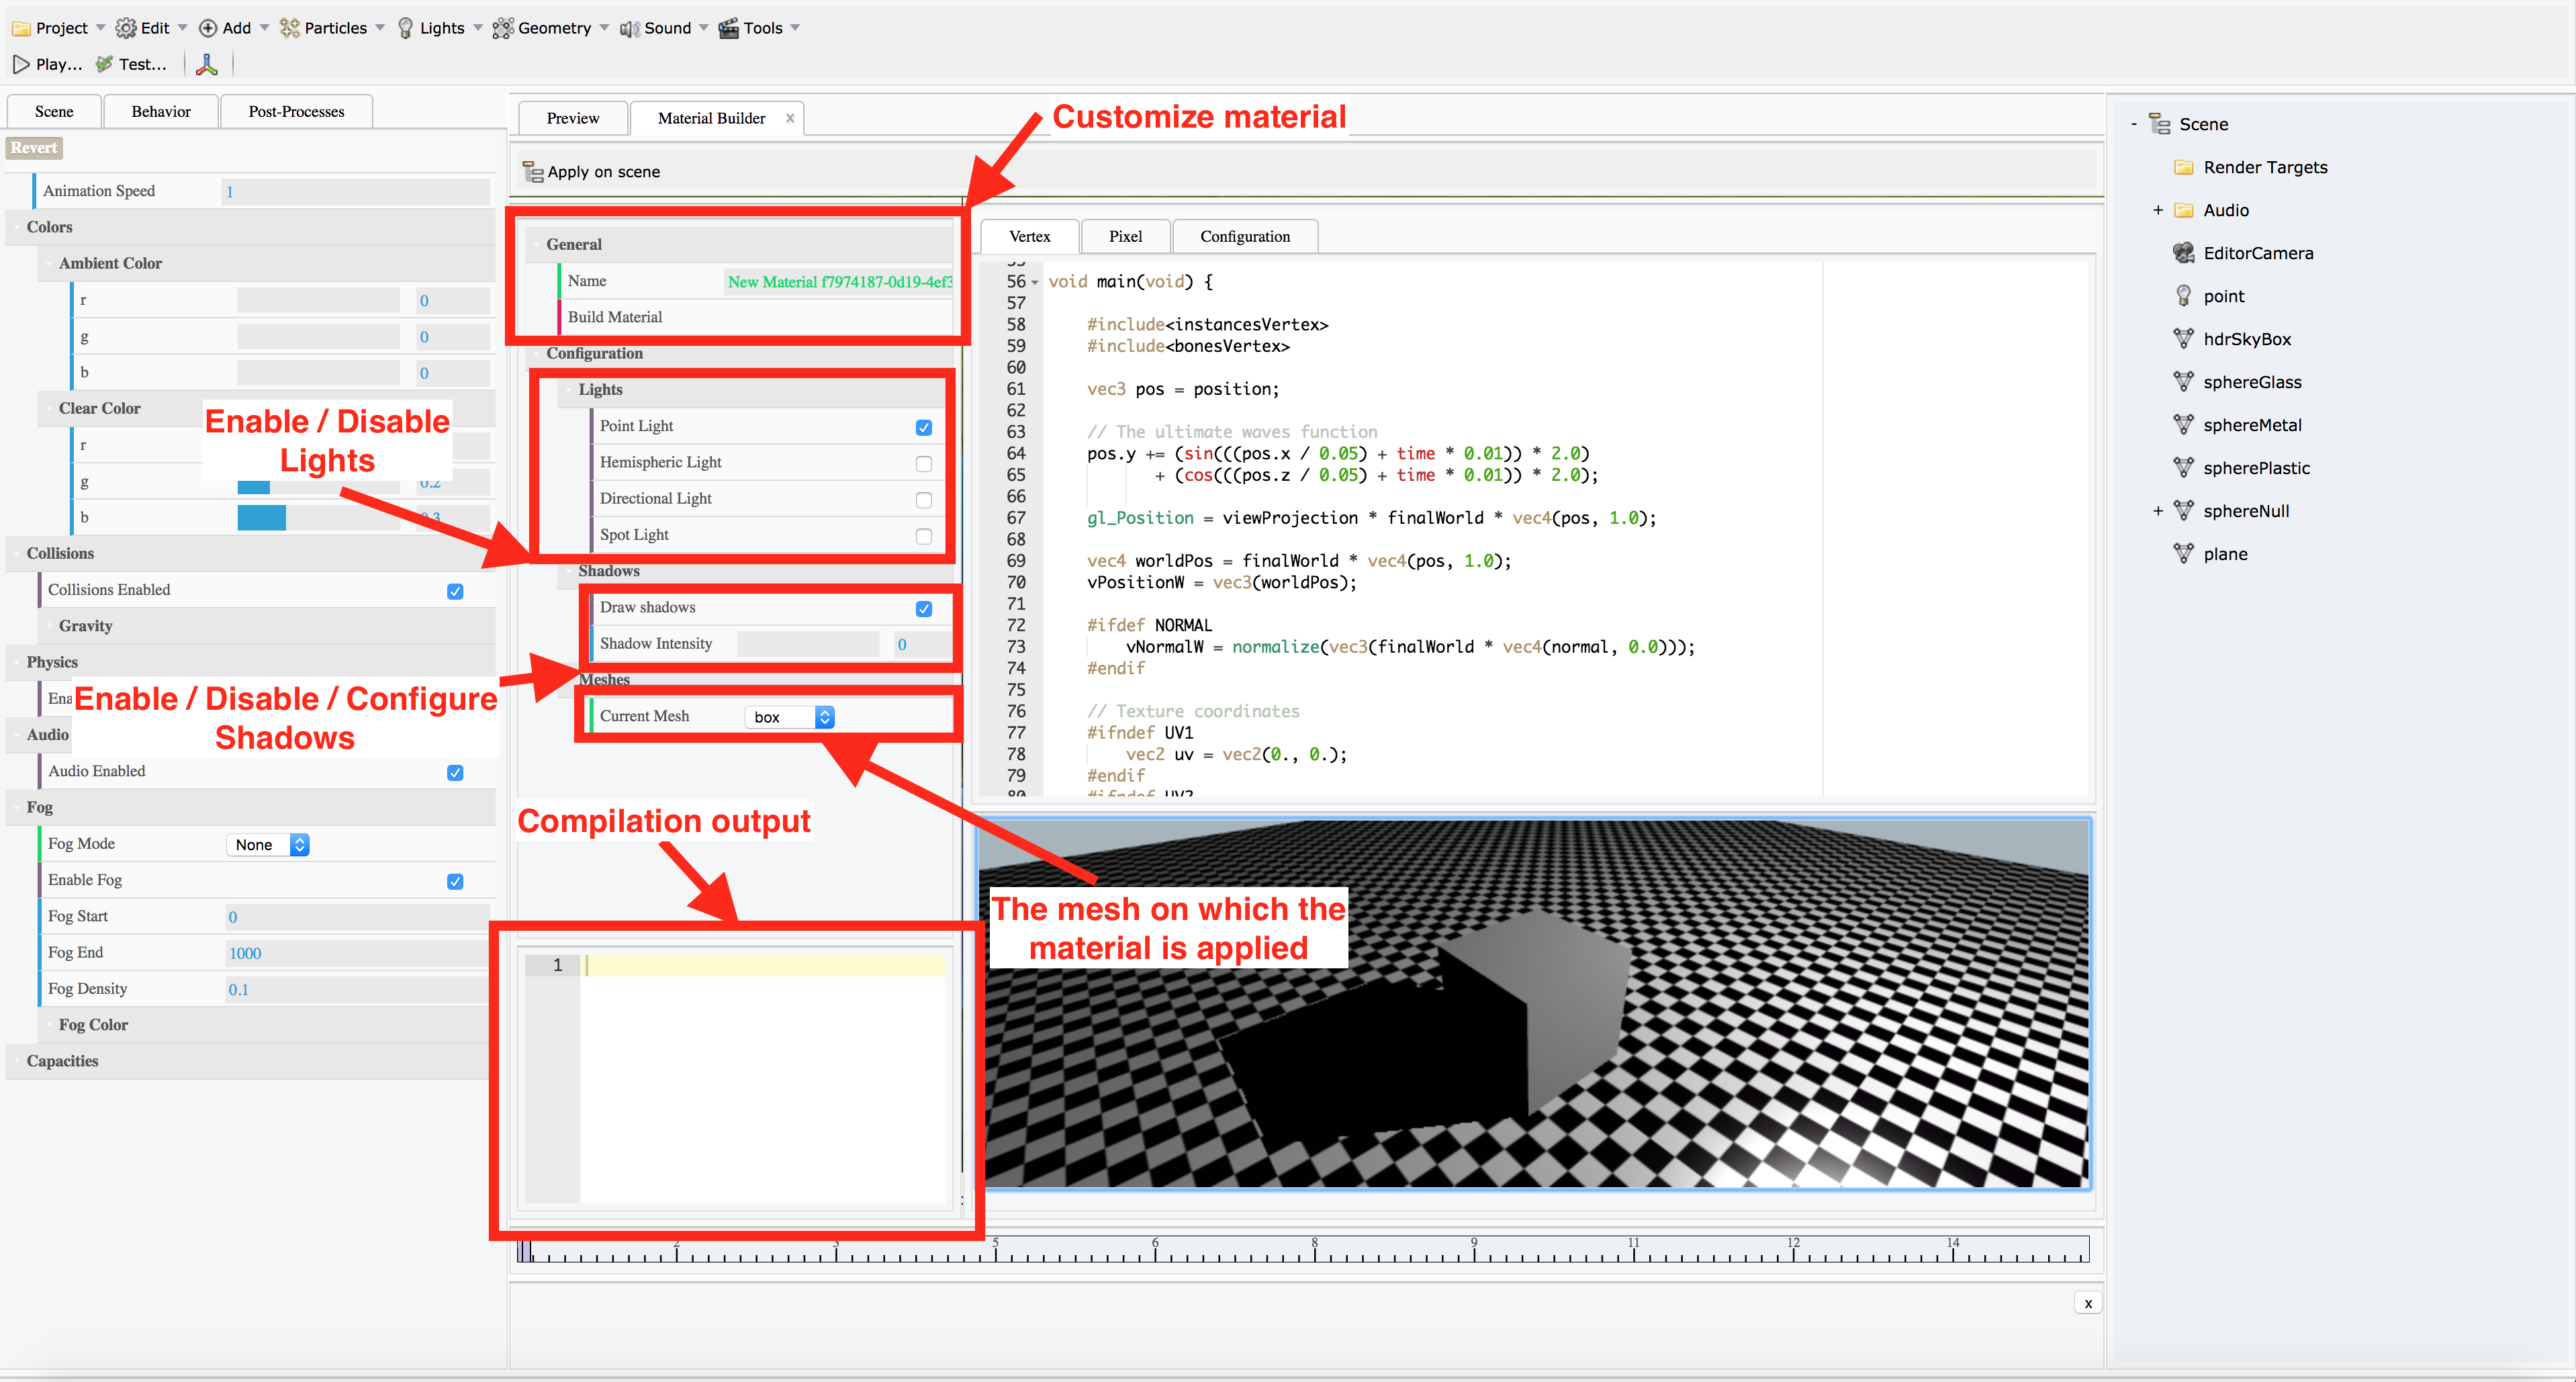 Project Edit Add Particles Lights Geometry Sound Tools
Play... Test...
Scene Behavior Post-Processes
Revert
Animation Speed 1
Colors
Ambient Color
r 0
g 0
b 0
Clear Color
r
g 0.2
b 0.3
Collisions
Collisions Enabled
Gravity
Physics
Ena
Audio
Audio Enabled
Fog
Fog Mode None
Enable Fog
Fog Start 0
Fog End 1000
Fog Density 0.1
Fog Color
Capacities
Enable / Disable
Lights
Enable / Disable / Configure
Shadows
Preview Material Builder x
Customize material
Apply on scene
General
Name New Material f7974187-0d19-4ef3
Build Material
Configuration
Lights
Point Light
Hemispheric Light
Directional Light
Spot Light
Shadows
Draw shadows
Shadow Intensity 0
Meshes
Current Mesh box
Compilation output
1
The mesh on which the
material is applied
Vertex Pixel Configuration
55
56 void main(void) {
57
58 #include<instancesVertex>
59 #include<bonesVertex>
60
61 vec3 pos = position;
62
63 // The ultimate waves function
64 pos.y += (sin(((pos.x / 0.05) + time * 0.01)) * 2.0)
65 + (cos(((pos.z / 0.05) + time * 0.01)) * 2.0);
66
67 gl_Position = viewProjection * finalWorld * vec4(pos, 1.0);
68
69 vec4 worldPos = finalWorld * vec4(pos, 1.0);
70 vPositionW = vec3(worldPos);
71
72 #ifdef NORMAL
73 vNormalW = normalize(vec3(finalWorld * vec4(normal, 0.0)));
74 #endif
75
76 // Texture coordinates
77 #ifndef UV1
78 vec2 uv = vec2(0., 0.);
79 #endif
80 #ifndef UV2
2 3 5 6 8 9 11 12 14
x
- Scene
Render Targets
+ Audio
EditorCamera
point
hdrSkyBox
sphereGlass
sphereMetal
spherePlastic
+ sphereNull
plane